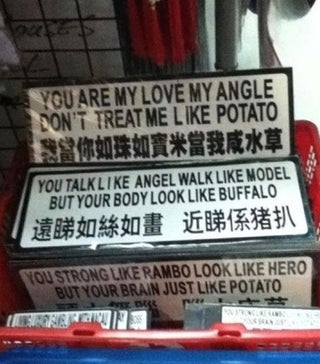 YOU ARE MY LOVE MY ANGLE
DON'T TREAT ME LIKE POTATO
我當你如珠如寶米當我咸水草
YOU TALK LIKE ANGEL WALK LIKE MODEL
BUT YOUR BODY LOOK LIKE BUFFALO
遠睇如絲如畫 近睇係猪扒
YOU STRONG LIKE RAMBO LOOK LIKE HERO
BUT YOUR BRAIN JUST LIKE POTATO